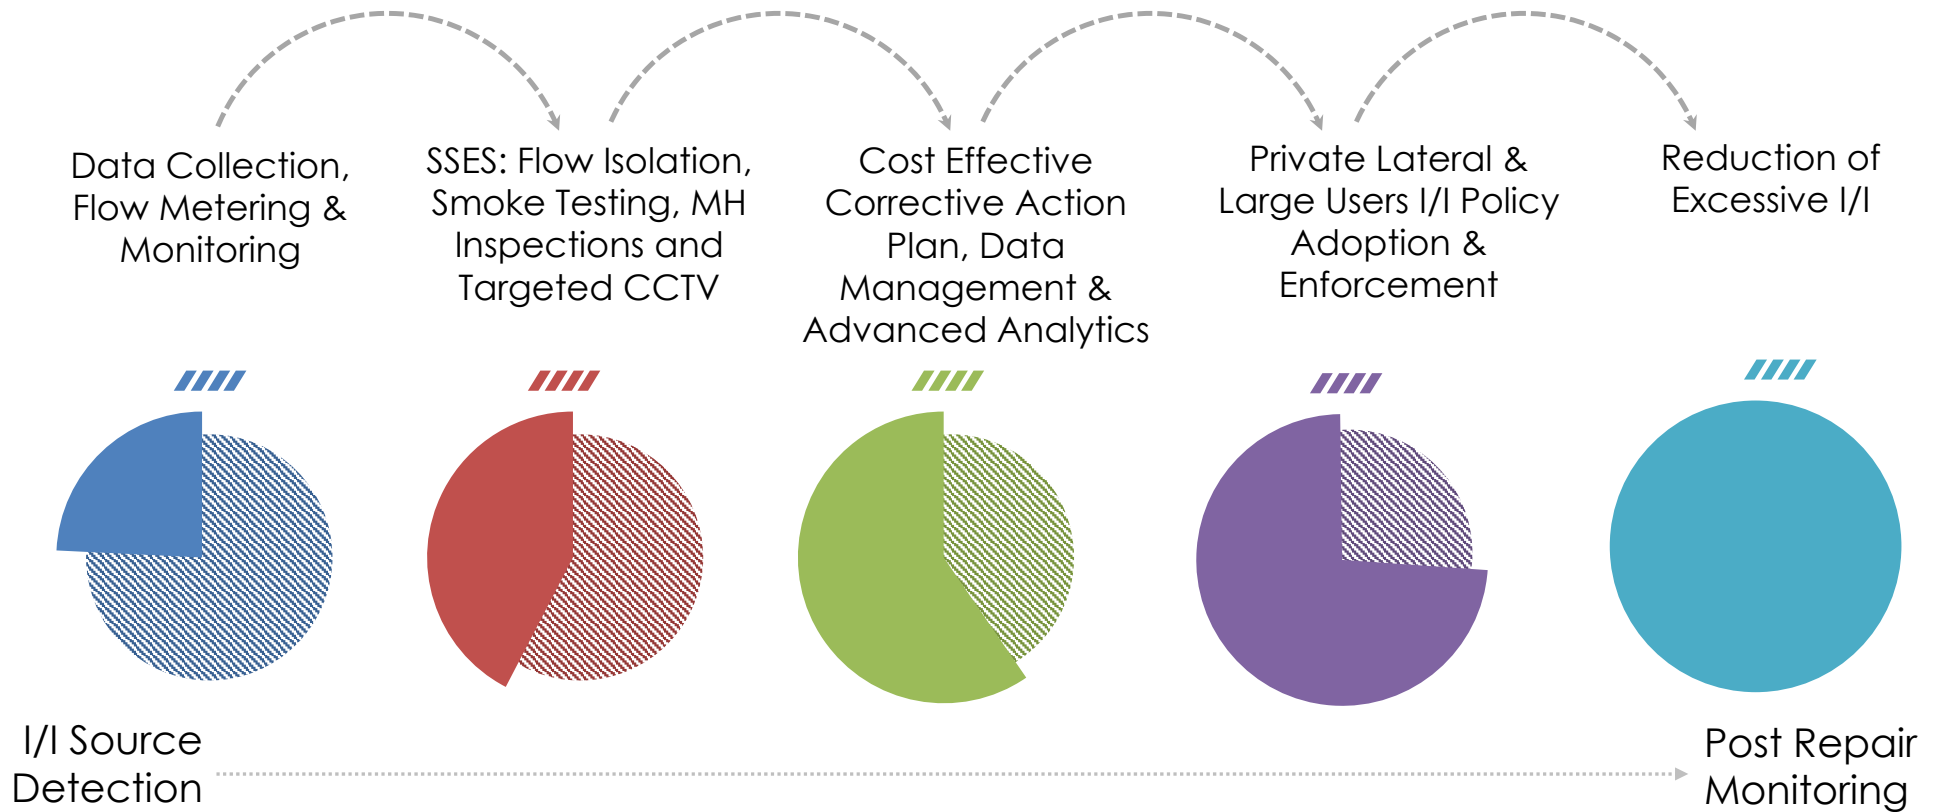 Data Collection,
Flow Metering &
Monitoring
SSES: Flow Isolation,
Smoke Testing, MH
Inspections and
Targeted CCTV
Cost Effective
Corrective Action
Plan, Data
Management &
Advanced Analytics
Private Lateral &
Large Users I/I Policy
Adoption &
Enforcement
Reduction of
Excessive I/I
I/I Source
Detection
Post Repair
Monitoring